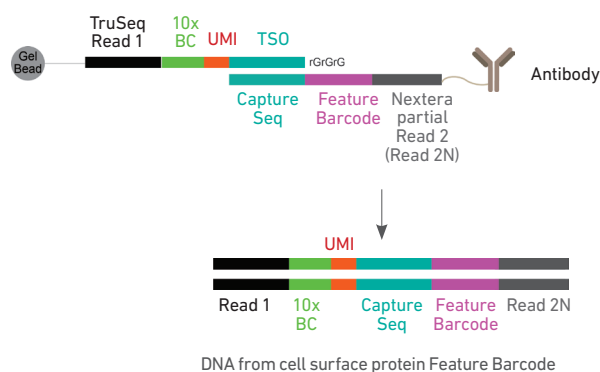 TruSeq
Read 1
10x
BC
UMI
TSO
rGrGrG
Gel
Bead
Antibody
Capture
Seq
Feature
Barcode
Nextera
partial
Read 2
(Read 2N)
UMI
Read 1
10x
BC
Capture
Seq
Feature
Barcode
Read 2N
DNA from cell surface protein Feature Barcode